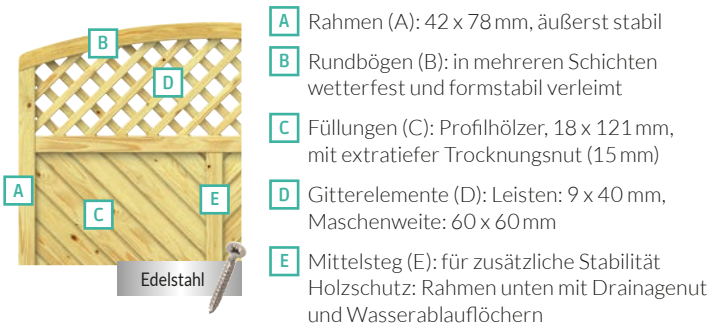 A Rahmen (A): 42 x 78 mm, äußerst stabil
B Rundbögen (B): in mehreren Schichten
wetterfest und formstabil verleimt
C Füllungen (C): Profilhölzer, 18 x 121 mm,
mit extratiefer Trocknungsnut (15 mm)
D Gitterelemente (D): Leisten: 9 x 40 mm,
Maschenweite: 60 x 60 mm
E Mittelsteg (E): für zusätzliche Stabilität
Holzschutz: Rahmen unten mit Drainagenut
und Wasserablauflöchern
B
D
A
E
C
Edelstahl